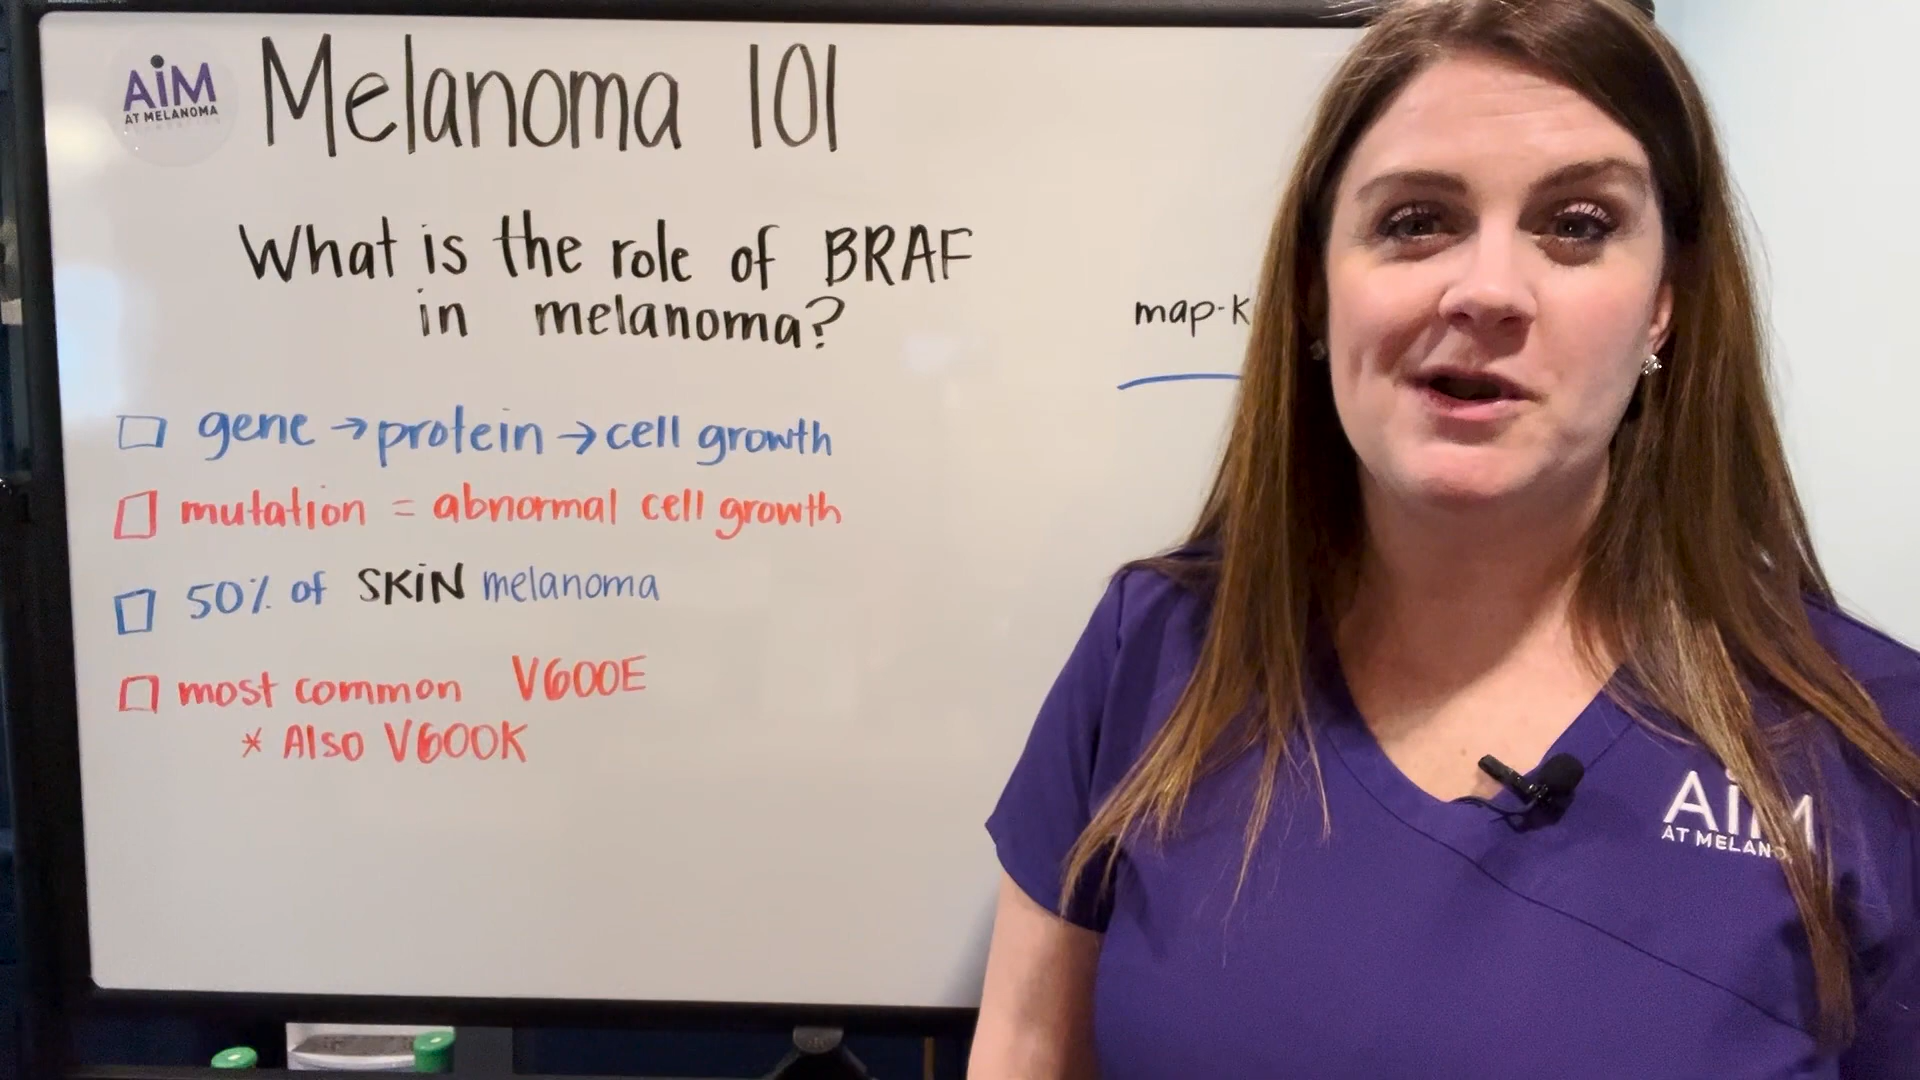 AiM
AT MELANOMA
Melanoma 101
What is the role of BRAF
in melanoma?
map-k
gene → protein → cell growth
mutation = abnormal cell growth
50% of SKiN melanoma
most common V600E
* Also V600K
AiM
AT MELANO